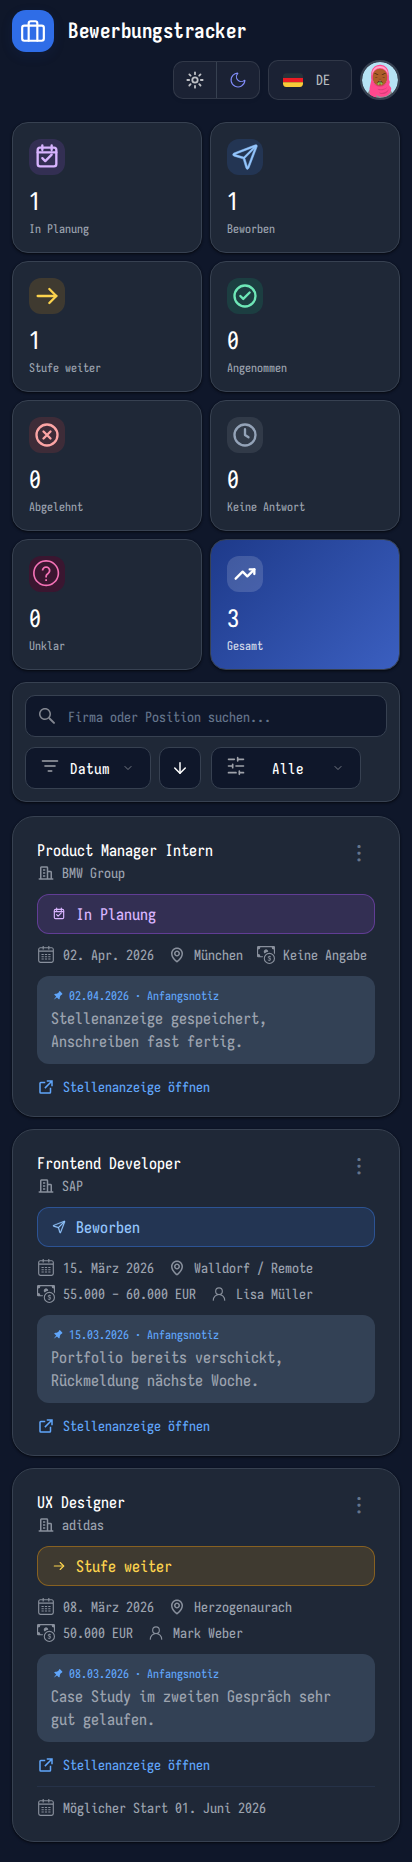 Bewerbungstracker
DE
1
In Planung
1
Beworben
1
Stufe weiter
0
Angenommen
0
Abgelehnt
0
Keine Antwort
0
Unklar
3
Gesamt
Firma oder Position suchen...
Datum
Alle
Product Manager Intern
BMW Group
In Planung
02. Apr. 2026 München Keine Angabe
02.04.2026 · Anfangsnotiz
Stellenanzeige gespeichert,
Anschreiben fast fertig.
Stellenanzeige öffnen
Frontend Developer
SAP
Beworben
15. März 2026 Walldorf / Remote
55.000 – 60.000 EUR Lisa Müller
15.03.2026 · Anfangsnotiz
Portfolio bereits verschickt,
Rückmeldung nächste Woche.
Stellenanzeige öffnen
UX Designer
adidas
Stufe weiter
08. März 2026 Herzogenaurach
50.000 EUR Mark Weber
08.03.2026 · Anfangsnotiz
Case Study im zweiten Gespräch sehr
gut gelaufen.
Stellenanzeige öffnen
Möglicher Start 01. Juni 2026